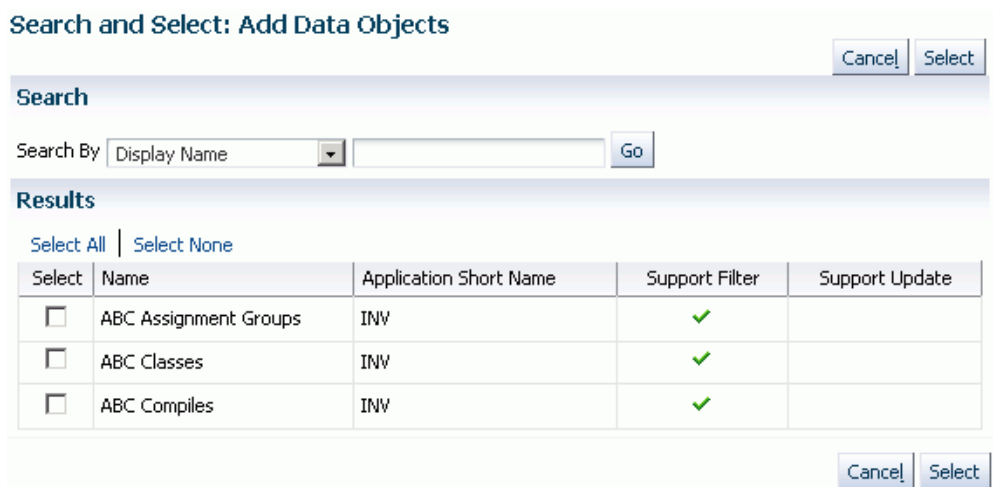 Search and Select: Add Data Objects
Cancel Select
Search
Search By Display Name Go
Results
Select All Select None
Select Name Application Short Name Support Filter Support Update
ABC Assignment Groups INV
ABC Classes INV
ABC Compiles INV
Cancel Select